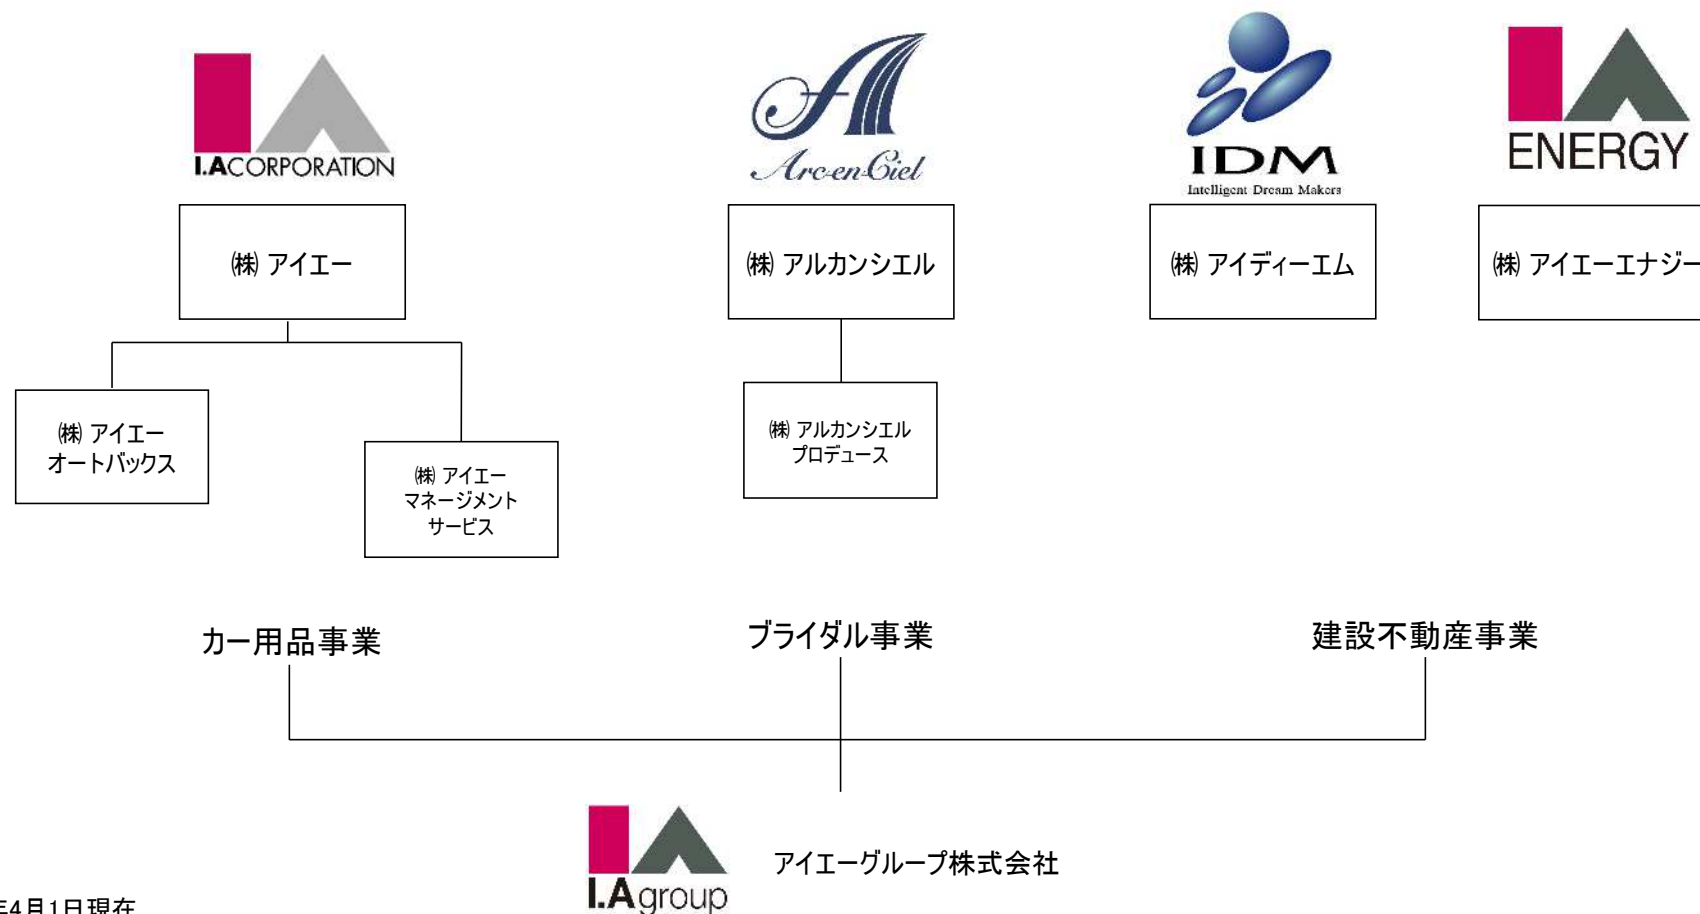 I.A CORPORATION
Arc-en-Ciel
IDM
Intelligent Dream Makers
ENERGY
㈱ アイエー
㈱ アルカンシエル
㈱ アイディーエム
㈱ アイエーエナジー
㈱ アイエー
オートバックス
㈱ アイエー
マネージメント
サービス
㈱ アルカンシエル
プロデュース
カー用品事業
ブライダル事業
建設不動産事業
I.A group
アイエーグループ株式会社
年4月1日現在